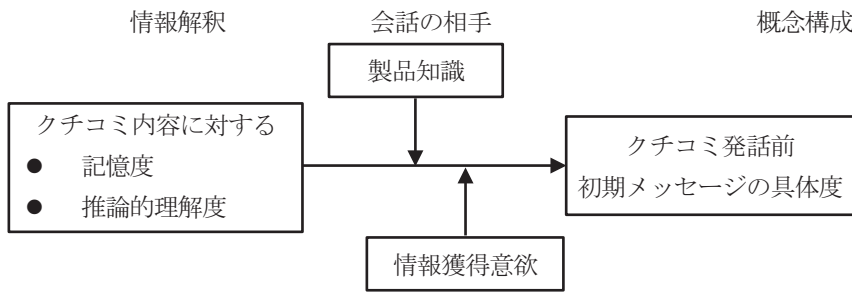 情報解釈 会話の相手 概念構成
製品知識
クチコミ内容に対する
● 記憶度
● 推論的理解度
クチコミ発話前
初期メッセージの具体度
情報獲得意欲